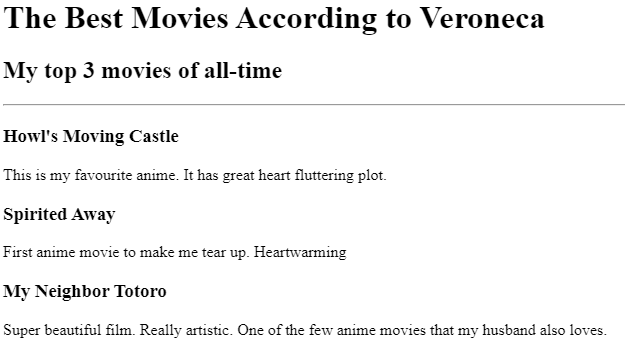 The Best Movies According to Veroneca
My top 3 movies of all-time
Howl's Moving Castle
This is my favourite anime. It has great heart fluttering plot.
Spirited Away
First anime movie to make me tear up. Heartwarming
My Neighbor Totoro
Super beautiful film. Really artistic. One of the few anime movies that my husband also loves.